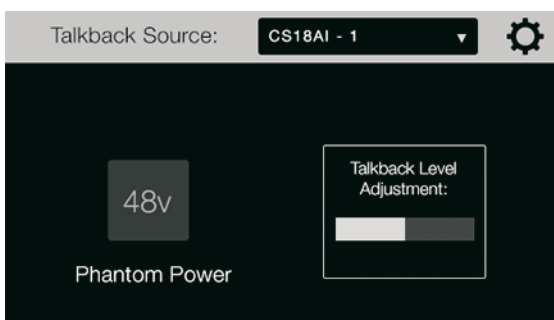 Talkback Source:
CS18AI - 1
48v
Phantom Power
Talkback Level
Adjustment: